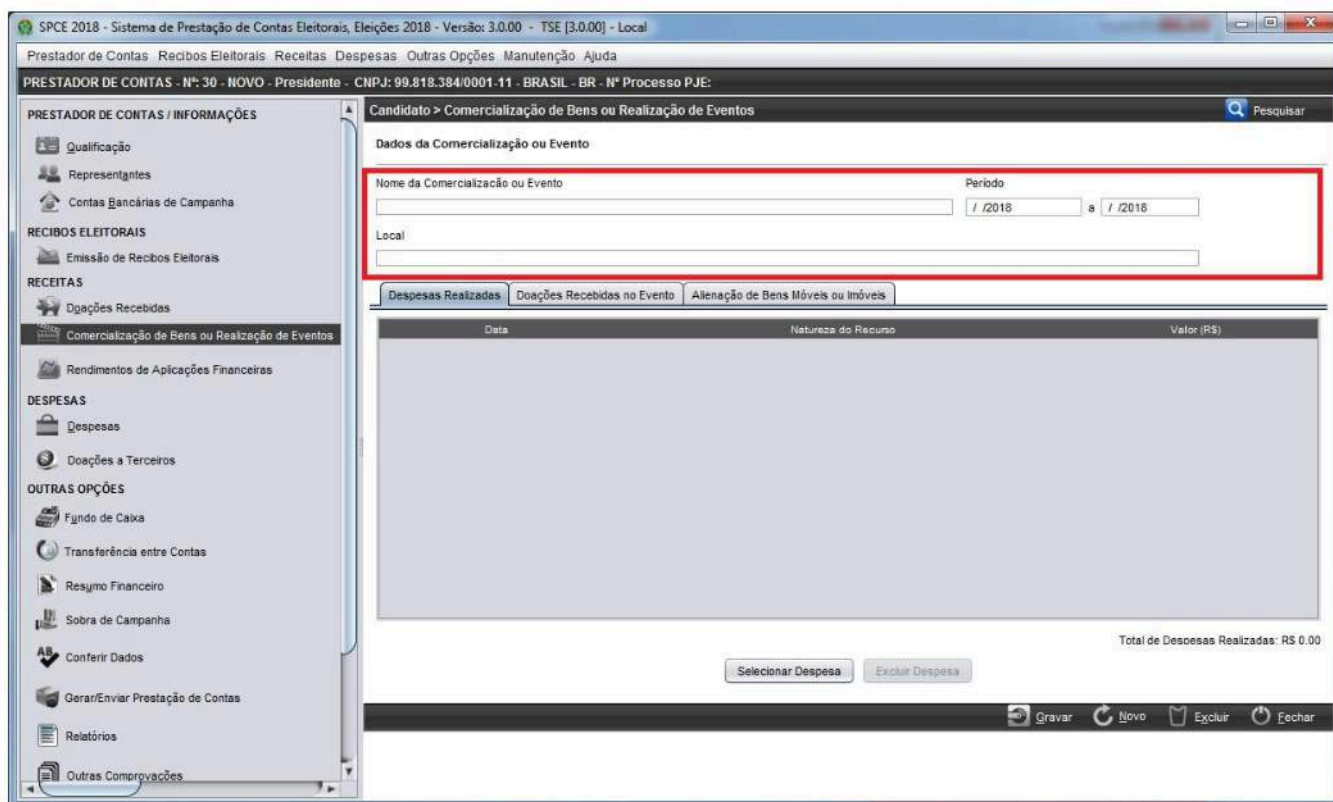 SPCE 2018 - Sistema de Prestação de Contas Eleitorais, Eleições 2018 - Versão: 3.0.00 - TSE [3.0.00] - Local
Prestador de Contas Recibos Eleitorais Receitas Despesas Outras Opções Manutenção Ajuda
PRESTADOR DE CONTAS - Nº: 30 - NOVO - Presidente - CNPJ: 99.818.384/0001-11 - BRASIL - BR - Nº Processo PJE:
PRESTADOR DE CONTAS / INFORMAÇÕES
Qualificação
Representantes
Contas Bancárias de Campanha
RECIBOS ELEITORAIS
Emissão de Recibos Eleitorais
RECEITAS
Doações Recebidas
Comercialização de Bens ou Realização de Eventos
Rendimentos de Aplicações Financeiras
DESPESAS
Despesas
Doações a Terceiros
OUTRAS OPÇÕES
Fundo de Caixa
Transferência entre Contas
Resumo Financeiro
Sobra de Campanha
Conferir Dados
Gerar/Enviar Prestação de Contas
Relatórios
Outras Comprovações
Candidato > Comercialização de Bens ou Realização de Eventos
Pesquisar
Dados da Comercialização ou Evento
Nome da Comercialização ou Evento Período
/ /2018 a / /2018
Local
Despesas Realizadas Doações Recebidas no Evento Alienação de Bens Móveis ou Imóveis
Data Natureza do Recurso Valor (R$)
Total de Despesas Realizadas: R$ 0.00
Selecionar Despesa Excluir Despesa
Gravar Novo Excluir Fechar